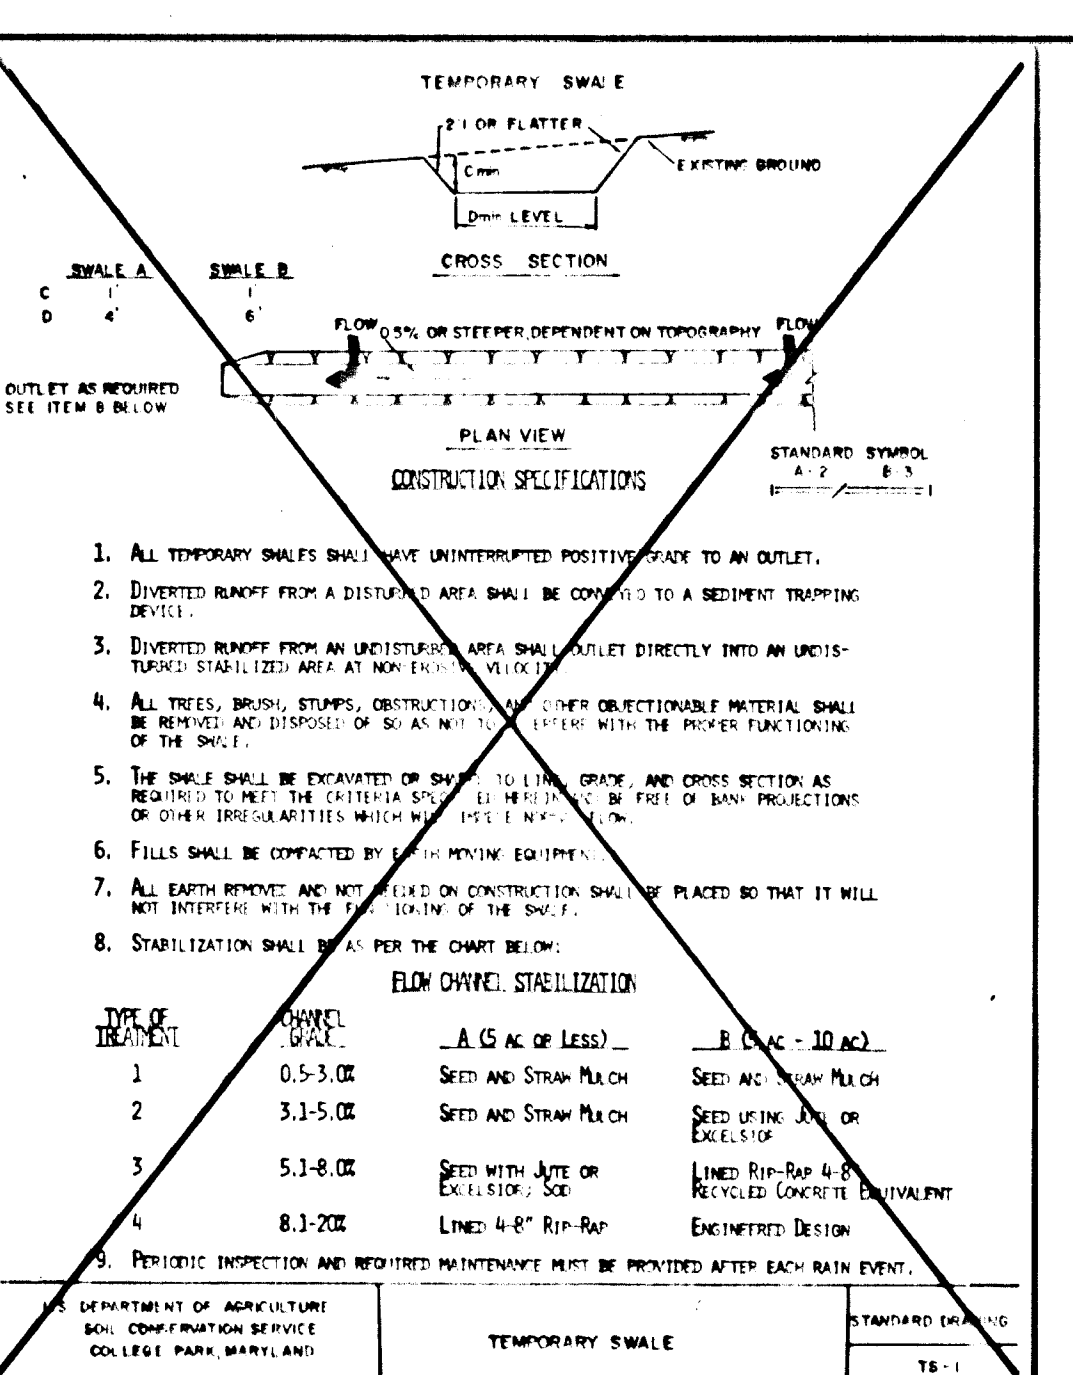 TEMPORARY SWALE
2:1 OR FLATTER
C min
EXISTING GROUND
Dmin LEVEL
CROSS SECTION
SWALE A SWALE B
C 1' 1'
D 4' 6'
FLOW 0.5% OR STEEPER, DEPENDENT ON TOPOGRAPHY FLOW
OUTLET AS REQUIRED
SEE ITEM 8 BELOW
PLAN VIEW
STANDARD SYMBOL
A-2 B-3
CONSTRUCTION SPECIFICATIONS
1. ALL TEMPORARY SWALES SHALL HAVE UNINTERRUPTED POSITIVE GRADE TO AN OUTLET.
2. DIVERTED RUNOFF FROM A DISTURBED AREA SHALL BE CONVEYED TO A SEDIMENT TRAPPING
DEVICE.
3. DIVERTED RUNOFF FROM AN UNDISTURBED AREA SHALL OUTLET DIRECTLY INTO AN UNDIS-
TURBED STABILIZED AREA AT NON-EROSIVE VELOCITY.
4. ALL TREES, BRUSH, STUMPS, OBSTRUCTIONS, AND OTHER OBJECTIONABLE MATERIAL SHALL
BE REMOVED AND DISPOSED OF SO AS NOT TO INTERFERE WITH THE PROPER FUNCTIONING
OF THE SWALE.
5. THE SWALE SHALL BE EXCAVATED OR SHAPED TO LINE, GRADE, AND CROSS SECTION AS
REQUIRED TO MEET THE CRITERIA SPECIFIED HEREIN AND BE FREE OF BANK PROJECTIONS
OR OTHER IRREGULARITIES WHICH WILL IMPEDE NORMAL FLOW.
6. FILLS SHALL BE COMPACTED BY EARTH MOVING EQUIPMENT.
7. ALL EARTH REMOVED AND NOT NEEDED ON CONSTRUCTION SHALL BE PLACED SO THAT IT WILL
NOT INTERFERE WITH THE FUNCTIONING OF THE SWALE.
8. STABILIZATION SHALL BE AS PER THE CHART BELOW:
FLOW CHANNEL STABILIZATION
TYPE OF TREATMENT CHANNEL GRADE A (5 AC OR LESS) B (5 AC - 10 AC)
1 0.5-3.0% SEED AND STRAW MULCH SEED AND STRAW MULCH
2 3.1-5.0% SEED AND STRAW MULCH SEED USING JUTE OR
EXCELSIOR
3 5.1-8.0% SEED WITH JUTE OR LINED RIP-RAP 4-8"
EXCELSIOR; SOD RECYCLED CONCRETE EQUIVALENT
4 8.1-20% LINED 4-8" RIP-RAP ENGINEERED DESIGN
9. PERIODIC INSPECTION AND REQUIRED MAINTENANCE MUST BE PROVIDED AFTER EACH RAIN EVENT.
U.S. DEPARTMENT OF AGRICULTURE
SOIL CONSERVATION SERVICE
COLLEGE PARK, MARYLAND
TEMPORARY SWALE
STANDARD DRAWING
TS-1